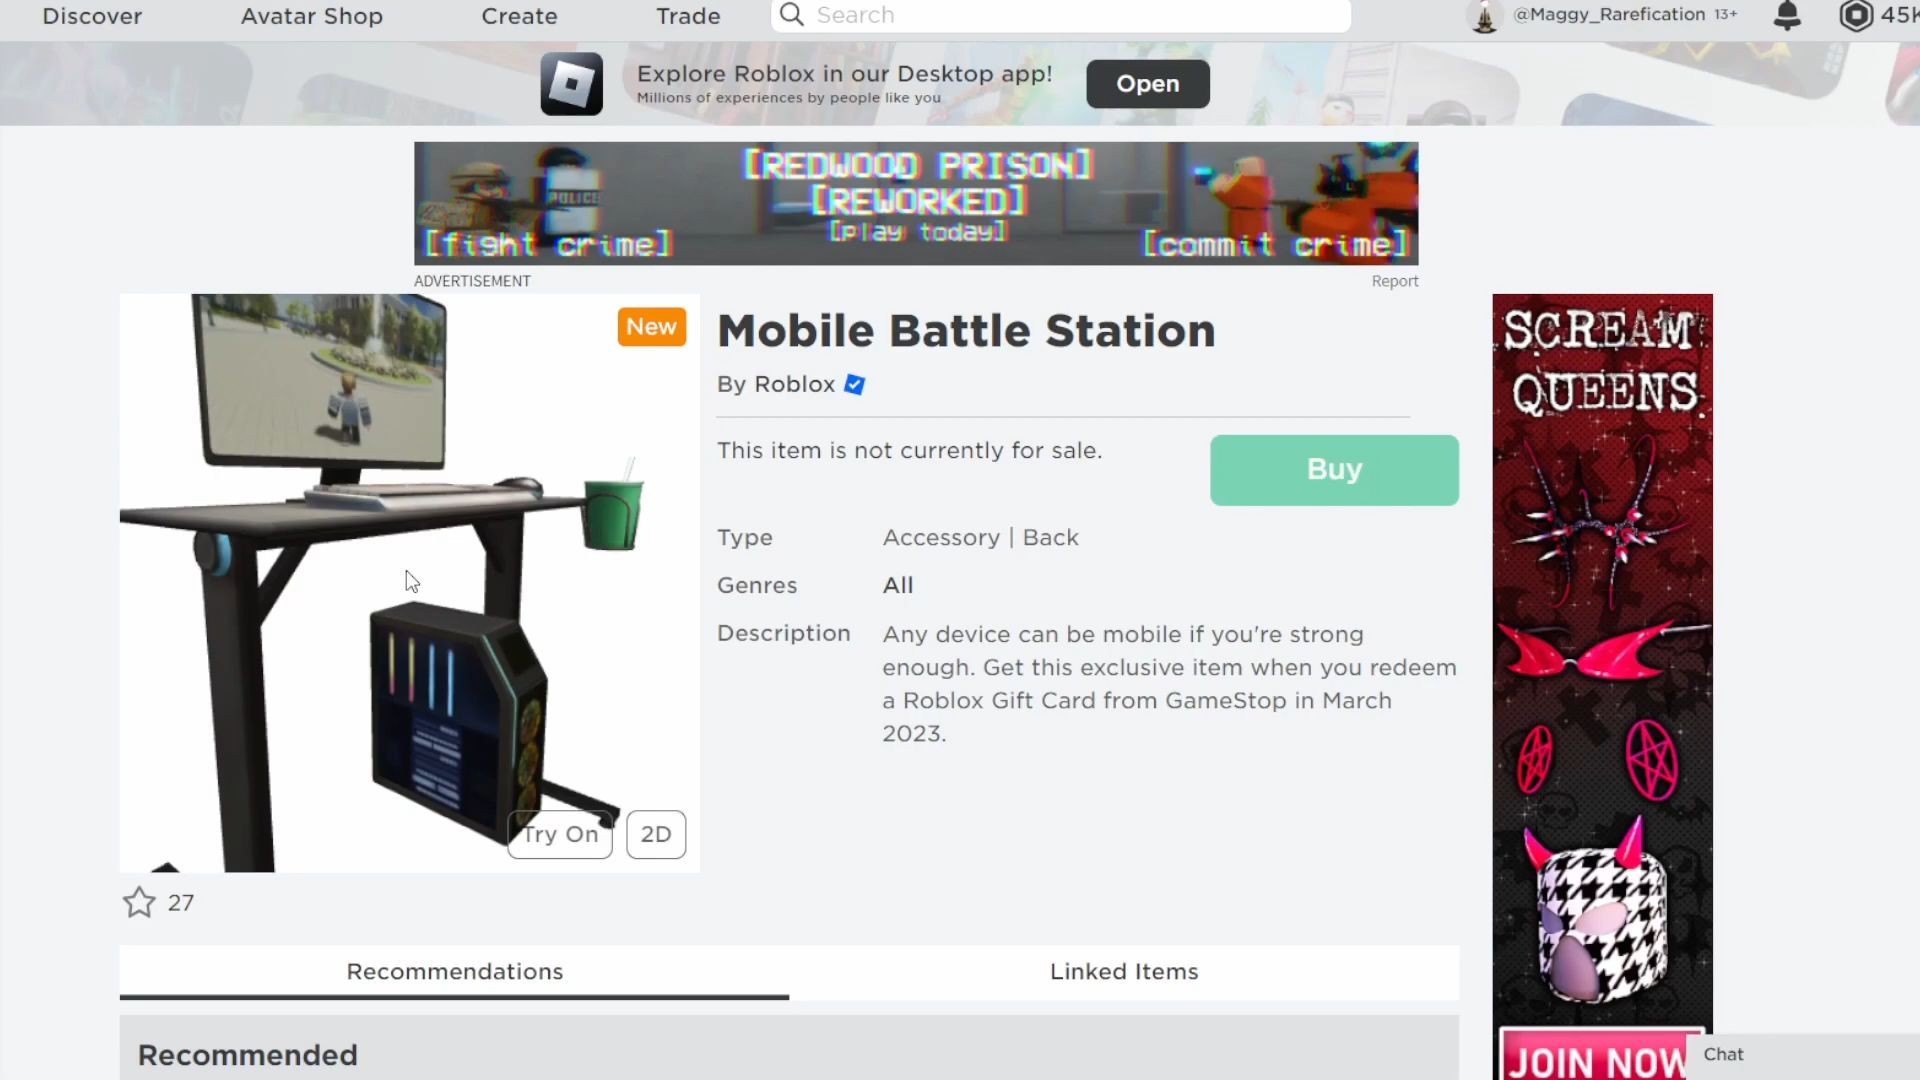 Discover Avatar Shop Create Trade Search @Maggy_Rarefication 13+ 45K
Explore Roblox in our Desktop app!
Millions of experiences by people like you
Open
[REDWOOD PRISON]
[REWORKED]
[play today]
POLICE
[fight crime] [commit crime]
ADVERTISEMENT Report
New
Mobile Battle Station
By Roblox
This item is not currently for sale.
Buy
Type Accessory | Back
Genres All
Description Any device can be mobile if you're strong
enough. Get this exclusive item when you redeem
a Roblox Gift Card from GameStop in March
2023.
Try On 2D
27
SCREAM
QUEENS
JOIN NOW
Recommendations Linked Items
Recommended
Chat